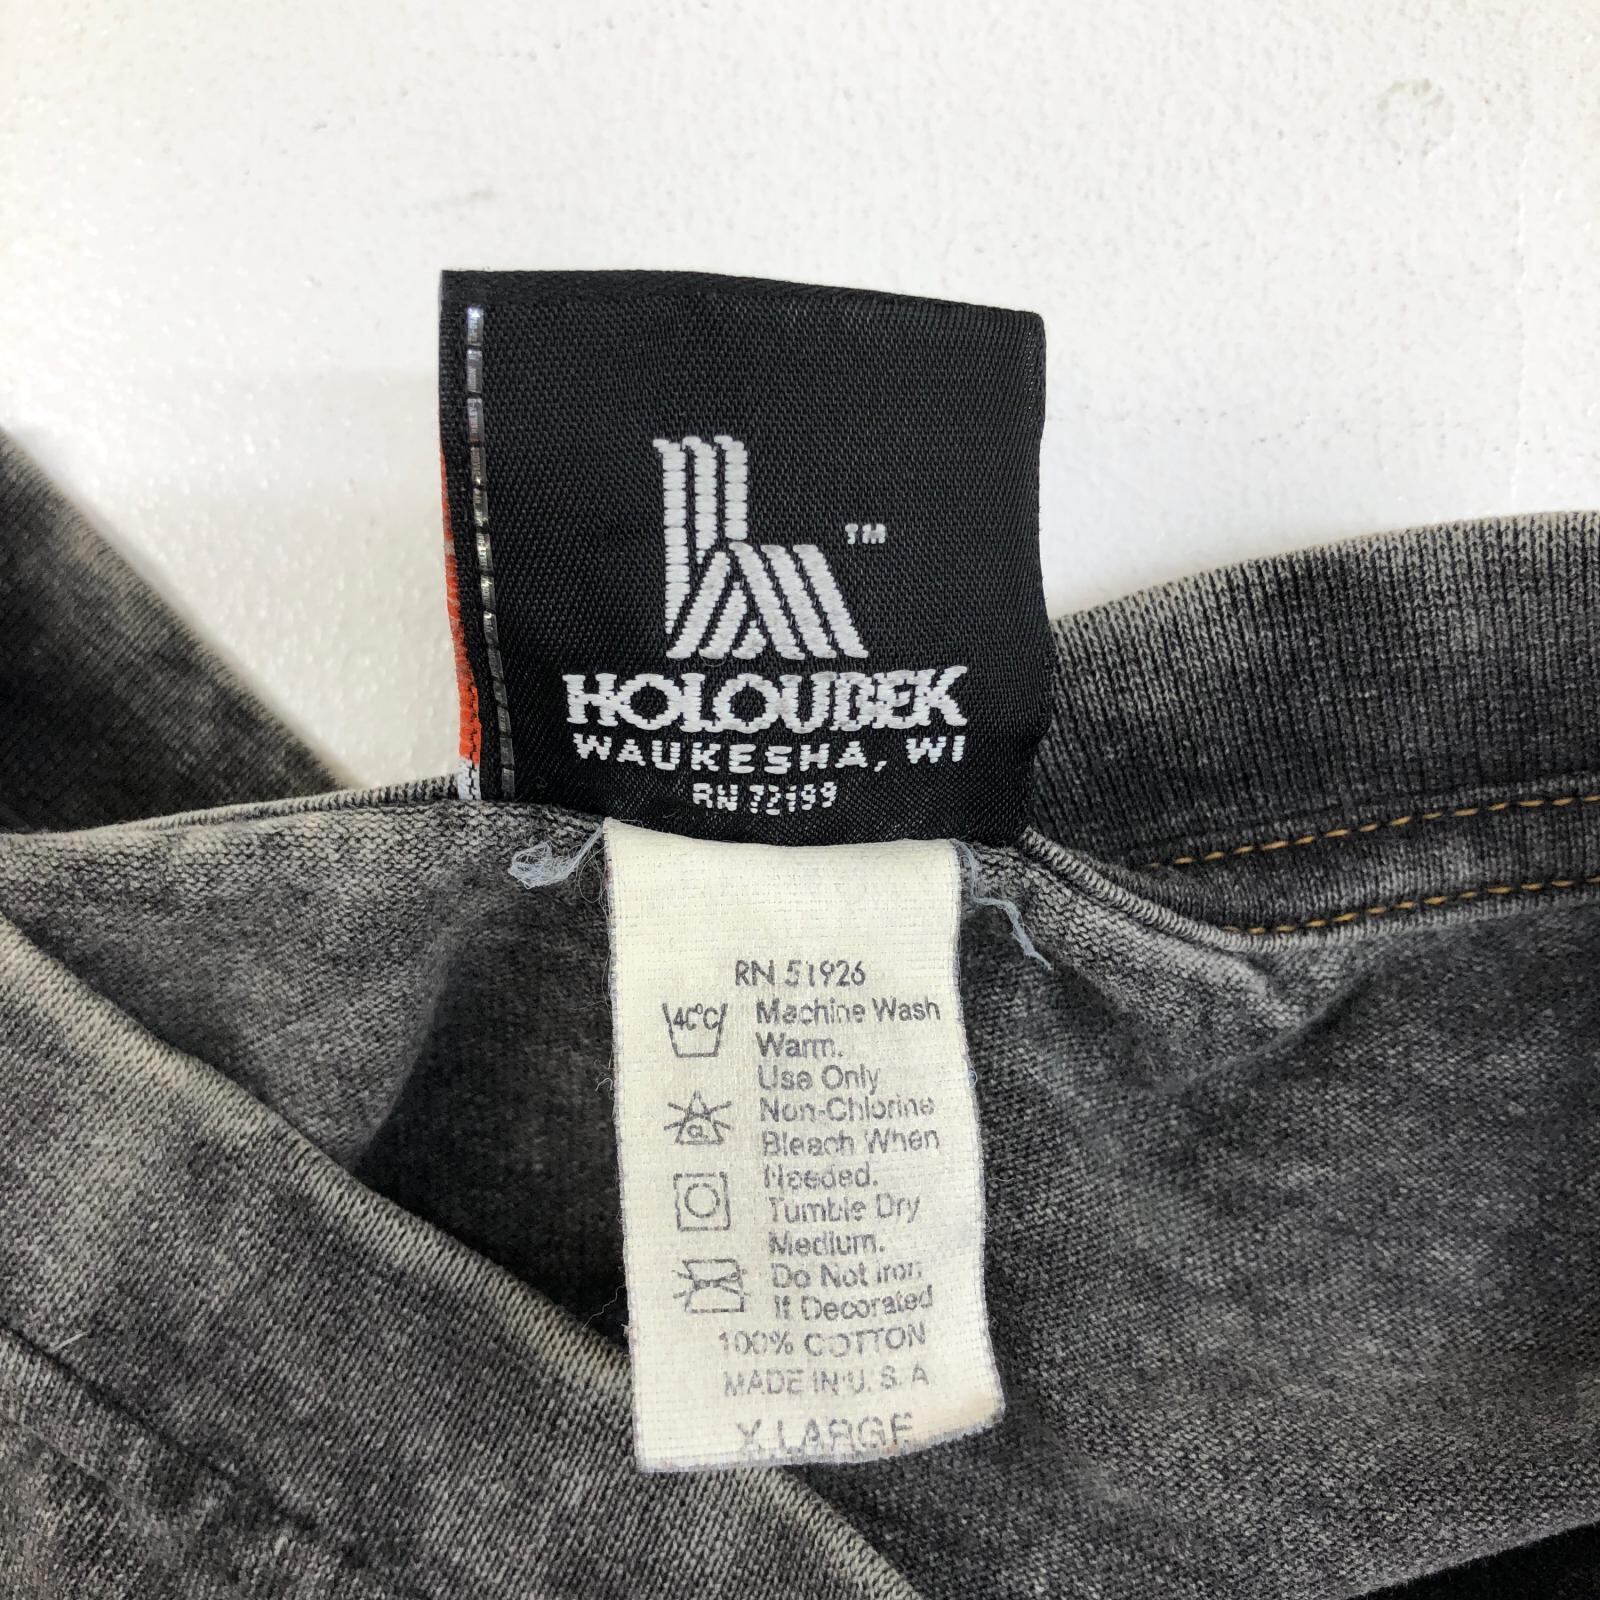 TM
HOLOUBEK
WAUKESHA, WI
RN 72199
RN 51926
40°C
Machine Wash
Warm.
Use Only
Non-Chlorine
Bleach When
Needed.
Tumble Dry
Medium.
Do Not Iron
If Decorated
100% COTTON
MADE IN U. S. A
X LARGE